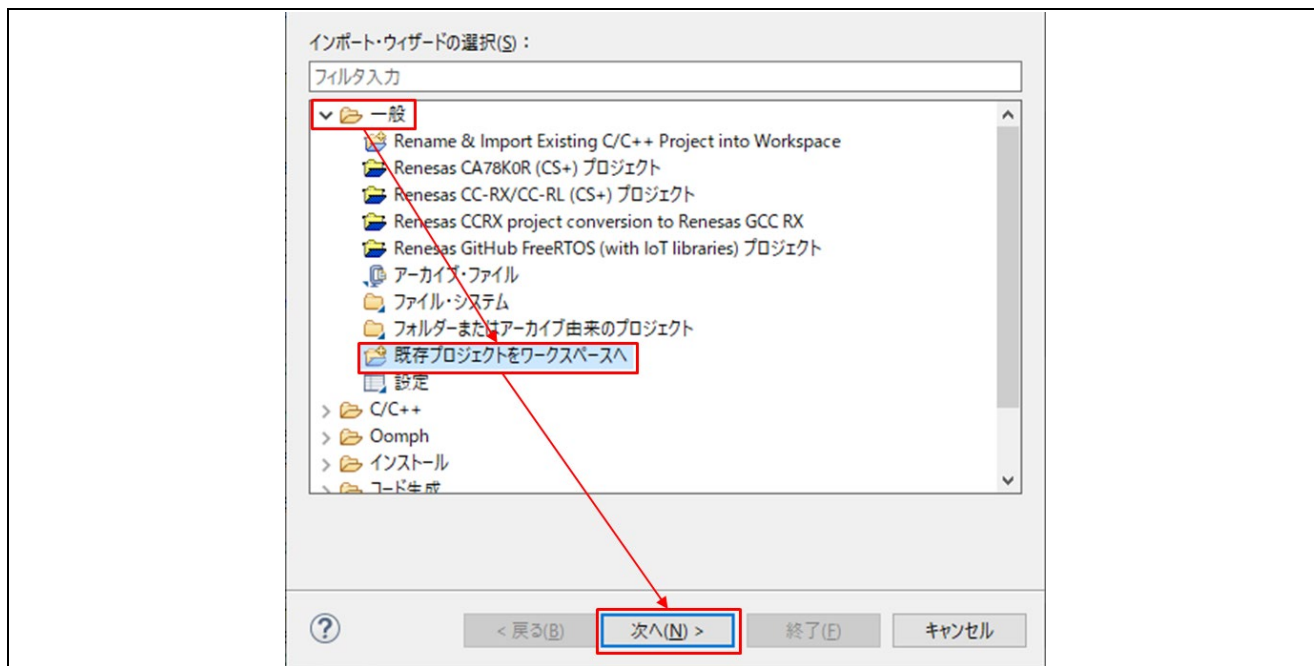 インポート・ウィザードの選択(S)：
フィルタ入力
一般
Rename & Import Existing C/C++ Project into Workspace
Renesas CA78K0R (CS+) プロジェクト
Renesas CC-RX/CC-RL (CS+) プロジェクト
Renesas CCRX project conversion to Renesas GCC RX
Renesas GitHub FreeRTOS (with IoT libraries) プロジェクト
アーカイブ・ファイル
ファイル・システム
フォルダーまたはアーカイブ由来のプロジェクト
既存プロジェクトをワークスペースへ
設定
C/C++
Oomph
インストール
コード生成
< 戻る(B) 次へ(N) > 終了(F) キャンセル